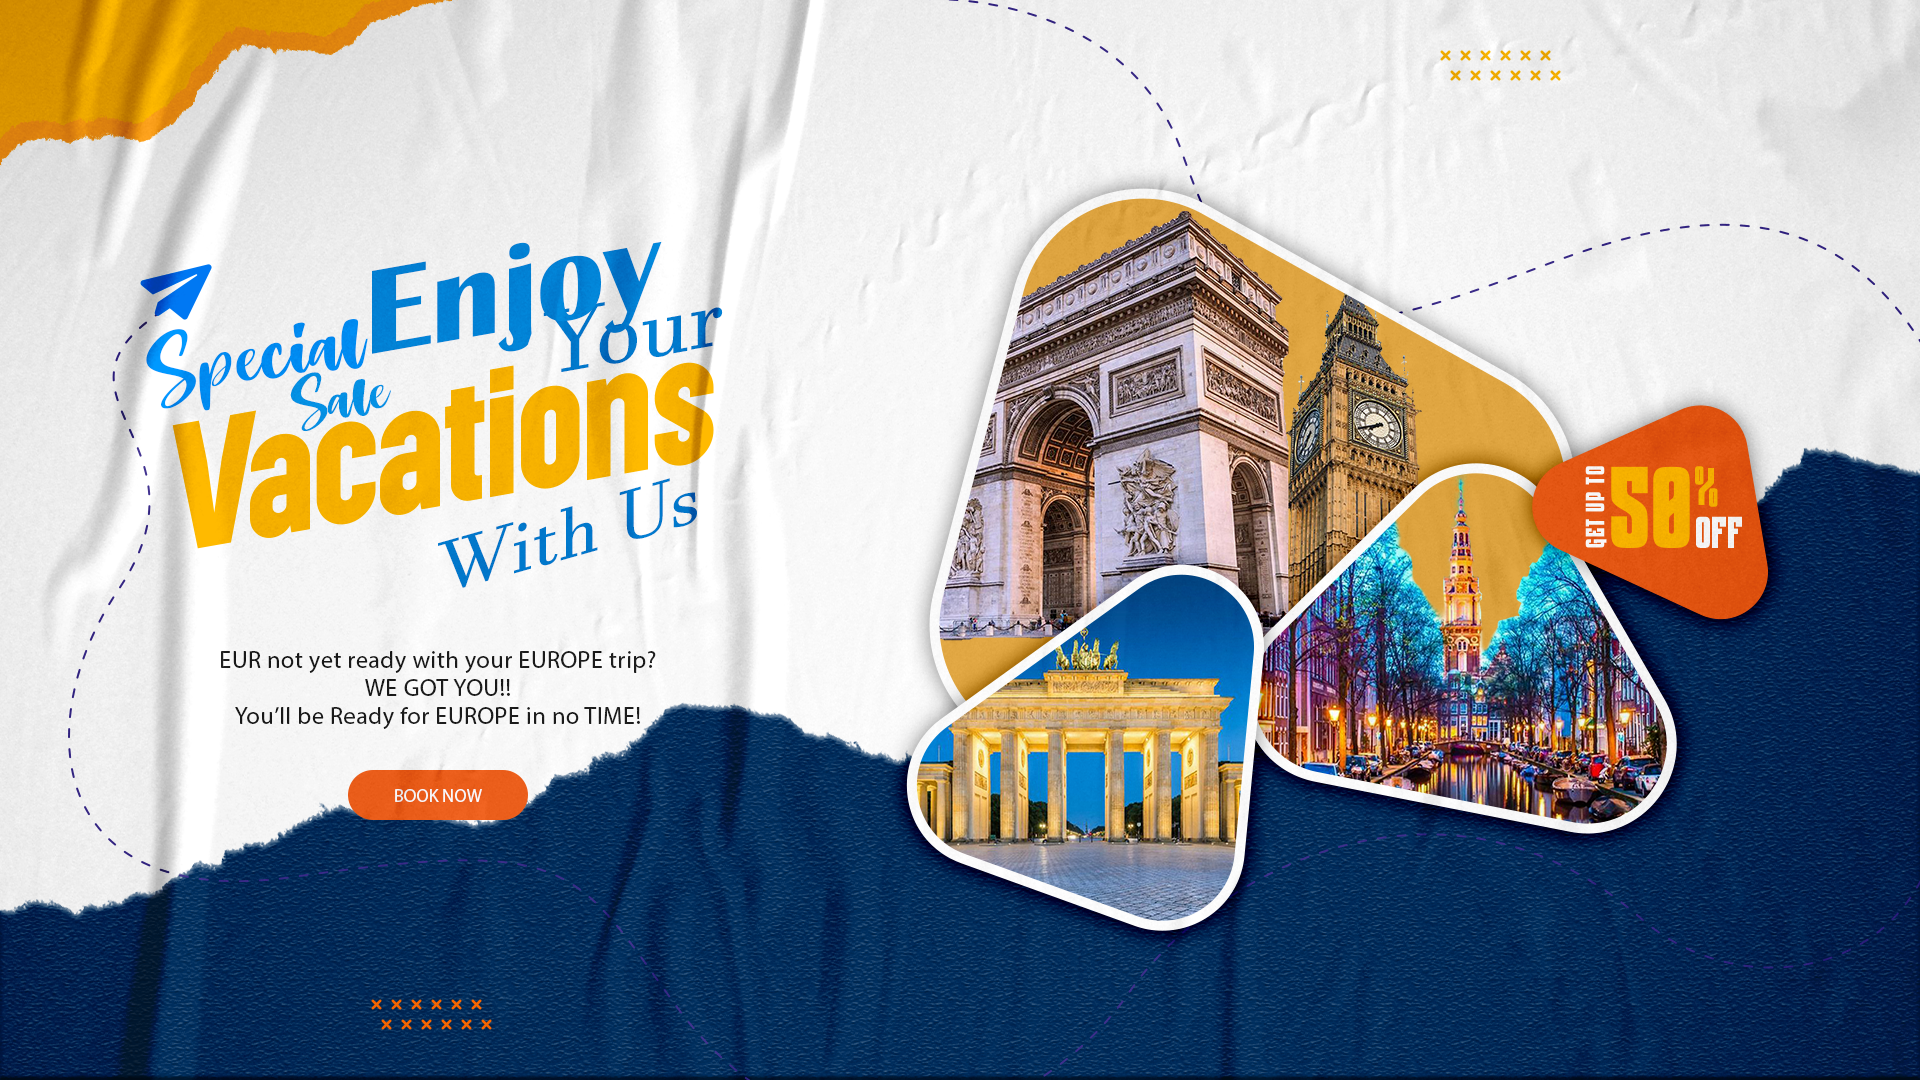 Special
Sale
Enjoy
Your
Vacations
With Us
EUR not yet ready with your EUROPE trip?
WE GOT YOU!!
You’ll be Ready for EUROPE in no TIME!
BOOK NOW
GET UP TO
50%
OFF